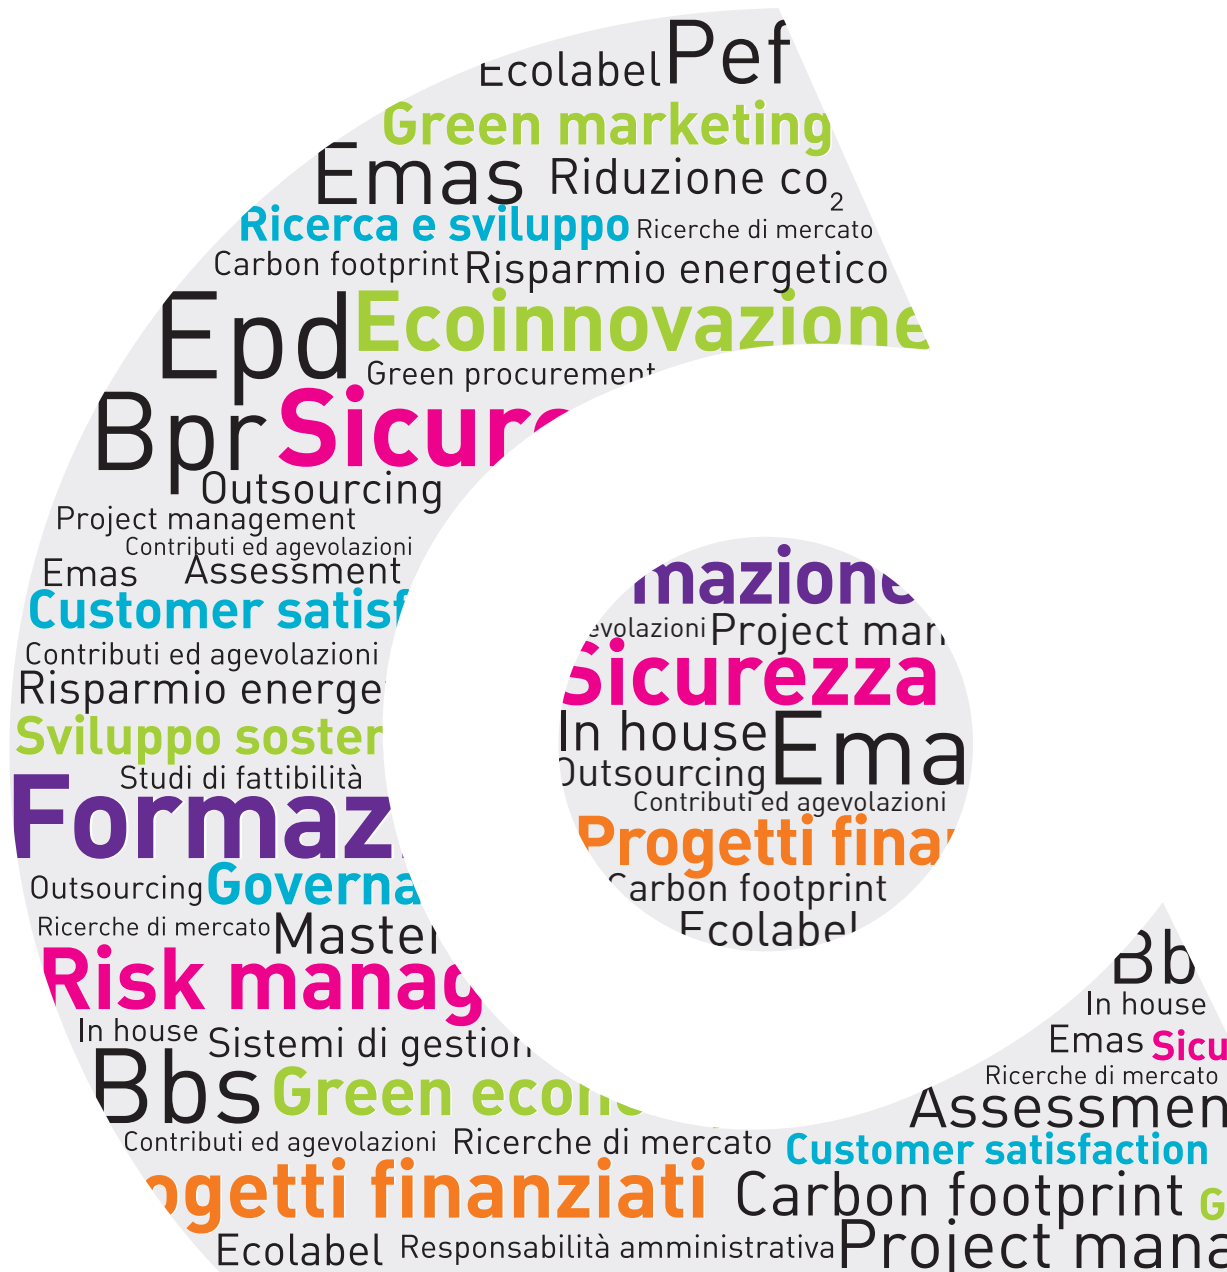 Ecolabel Pef
Green marketing
Emas Riduzione co2
Ricerca e sviluppo Ricerche di mercato
Carbon footprint Risparmio energetico
Epd Ecoinnovazione
Green procurement
Bpr Sicure
Outsourcing
Project management
Contributi ed agevolazioni
Emas Assessment
Customer satisf
Contributi ed agevolazioni
Risparmio energe
Sviluppo sosten
Studi di fattibilità
Formaz
Outsourcing Governa
Ricerche di mercato Master
Risk manag
In house Sistemi di gestion
Bbs Green econ
Contributi ed agevolazioni Ricerche di mercato Customer satisfaction
ogetti finanziati Carbon footprint G
Ecolabel Responsabilità amministrativa Project mana
mazione
evolazioni Project man
Sicurezza
In house Ema
Outsourcing
Contributi ed agevolazioni
Progetti finan
Carbon footprint
Ecolabel
Bb
In house
Emas Sicu
Ricerche di mercato
Assessmen